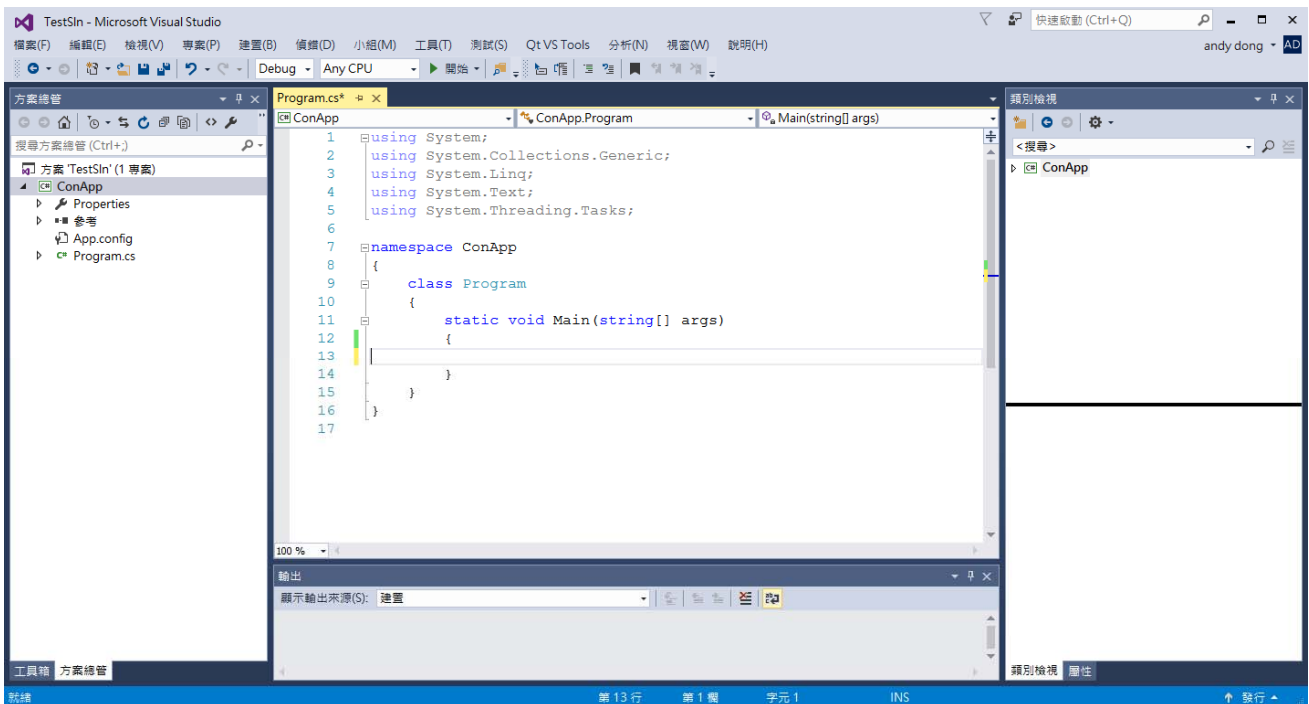 TestSln - Microsoft Visual Studio
快速啟動 (Ctrl+Q)
檔案(F) 編輯(E) 檢視(V) 專案(P) 建置(B) 偵錯(D) 小組(M) 工具(T) 測試(S) Qt VS Tools 分析(N) 視窗(W) 說明(H)
andy dong AD
Debug Any CPU 開始
方案總管
搜尋方案總管 (Ctrl+;)
方案 'TestSln' (1 專案)
ConApp
Properties
參考
App.config
C# Program.cs
工具箱 方案總管
Program.cs*
C# ConApp ConApp.Program Main(string[] args)
1 using System;
2 using System.Collections.Generic;
3 using System.Linq;
4 using System.Text;
5 using System.Threading.Tasks;
6
7 namespace ConApp
8 {
9 class Program
10 {
11 static void Main(string[] args)
12 {
13
14 }
15 }
16 }
17
100 %
輸出
顯示輸出來源(S): 建置
類別檢視
<搜尋>
C# ConApp
類別檢視 屬性
就緒 第 13 行 第 1 欄 字元 1 INS 發行